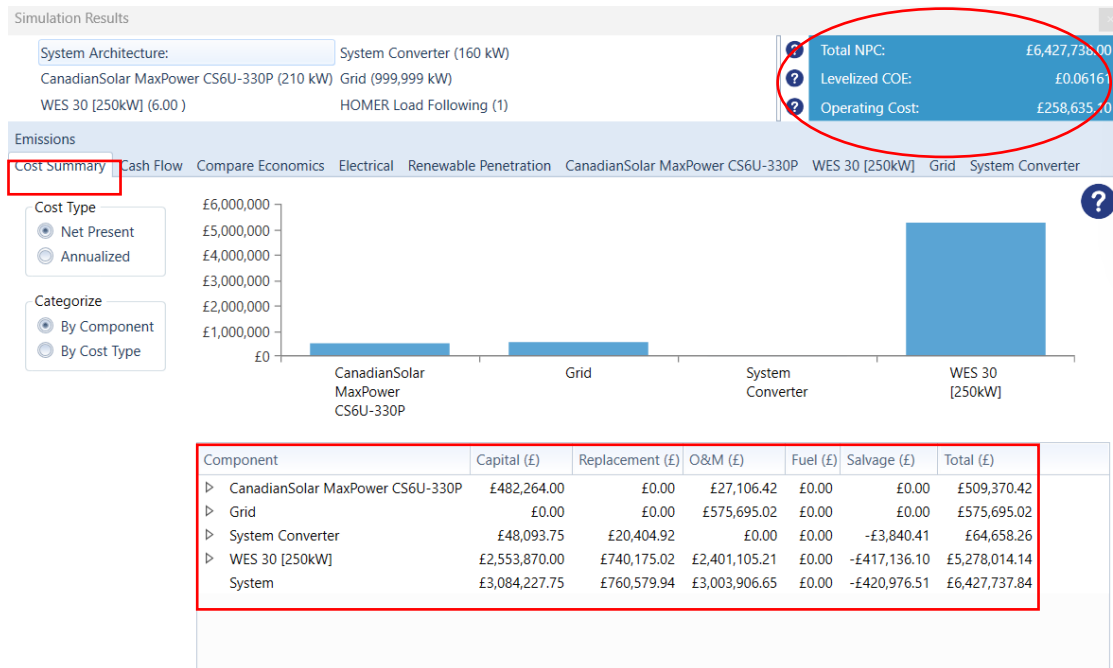 Simulation Results
System Architecture:
CanadianSolar MaxPower CS6U-330P (210 kW)
WES 30 [250kW] (6.00 )
System Converter (160 kW)
Grid (999,999 kW)
HOMER Load Following (1)
? Total NPC: £6,427,738.00
? Levelized COE: £0.06161
? Operating Cost: £258,635.10
Emissions
Cost Summary Cash Flow Compare Economics Electrical Renewable Penetration CanadianSolar MaxPower CS6U-330P WES 30 [250kW] Grid System Converter
?
Cost Type
Net Present
Annualized
Categorize
By Component
By Cost Type
£6,000,000
£5,000,000
£4,000,000
£3,000,000
£2,000,000
£1,000,000
£0
CanadianSolar
MaxPower
CS6U-330P
Grid
System
Converter
WES 30
[250kW]
Component Capital (£) Replacement (£) O&M (£) Fuel (£) Salvage (£) Total (£)
CanadianSolar MaxPower CS6U-330P £482,264.00 £0.00 £27,106.42 £0.00 £0.00 £509,370.42
Grid £0.00 £0.00 £575,695.02 £0.00 £0.00 £575,695.02
System Converter £48,093.75 £20,404.92 £0.00 £0.00 -£3,840.41 £64,658.26
WES 30 [250kW] £2,553,870.00 £740,175.02 £2,401,105.21 £0.00 -£417,136.10 £5,278,014.14
System £3,084,227.75 £760,579.94 £3,003,906.65 £0.00 -£420,976.51 £6,427,737.84